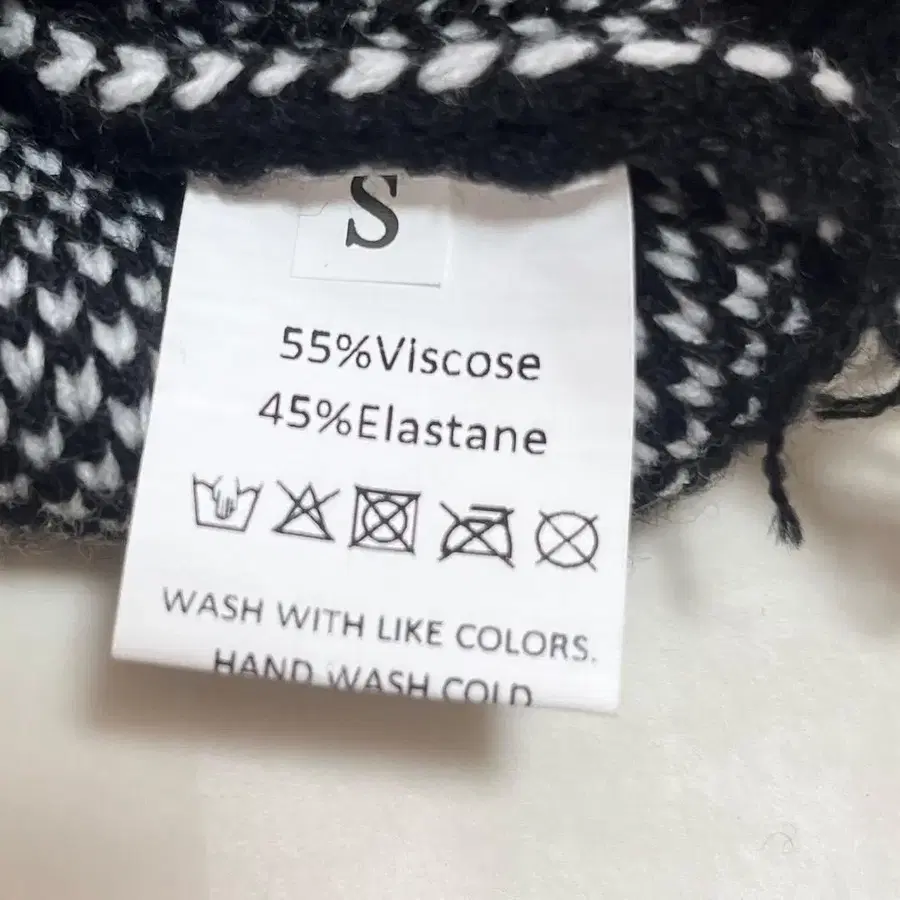 S
55%Viscose
45%Elastane
WASH WITH LIKE COLORS.
HAND WASH COLD